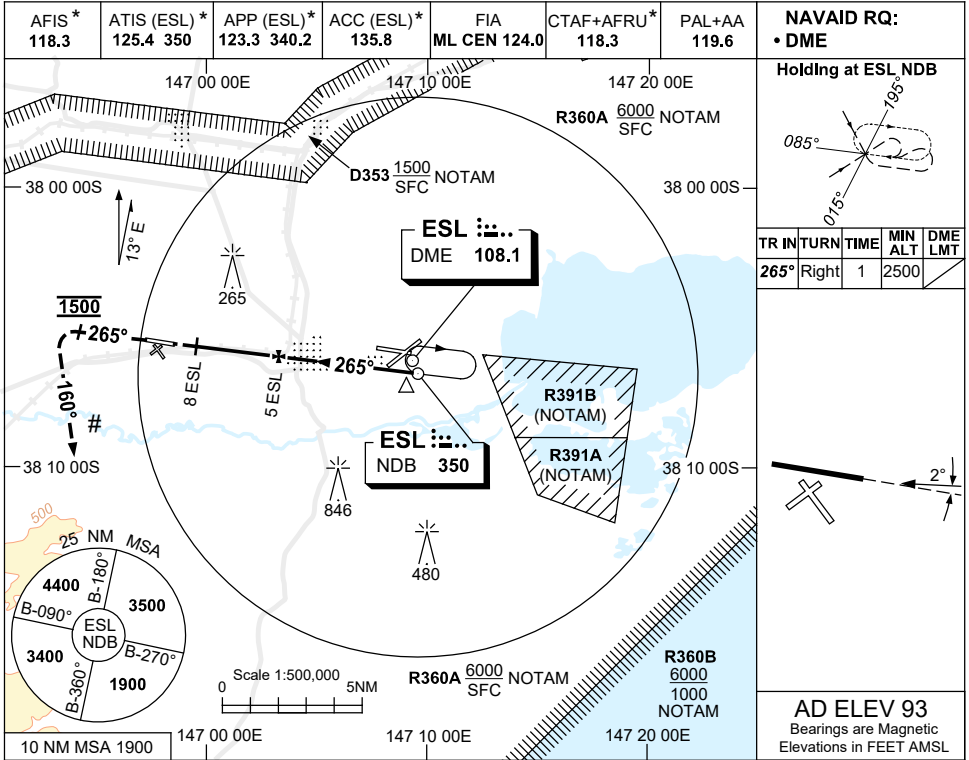 AFIS *
118.3
ATIS (ESL) *
125.4 350
APP (ESL) *
123.3 340.2
ACC (ESL) *
135.8
FIA
ML CEN 124.0
CTAF+AFRU *
118.3
PAL+AA
119.6
NAVAID RQ:
• DME
147 00 00E
147 10 00E
147 20 00E
R360A 6000 NOTAM
SFC
D353 1500 NOTAM
SFC
38 00 00S
38 00 00S
13° E
ESL
DME 108.1
265
1500
265°
8 ESL
5 ESL
265°
160°
#
R391B
(NOTAM)
R391A
(NOTAM)
ESL
NDB 350
38 10 00S
38 10 00S
846
480
500
25 NM MSA
4400
B-180°
3500
B-090°
ESL
NDB
B-270°
3400
B-360°
1900
Scale 1:500,000
0 5NM
R360A 6000 NOTAM
SFC
R360B
6000
1000
NOTAM
10 NM MSA 1900
147 00 00E
147 10 00E
147 20 00E
Holding at ESL NDB
195°
085°
015°
TR IN TURN TIME MIN ALT DME LMT
265° Right 1 2500
2°
AD ELEV 93
Bearings are Magnetic
Elevations in FEET AMSL